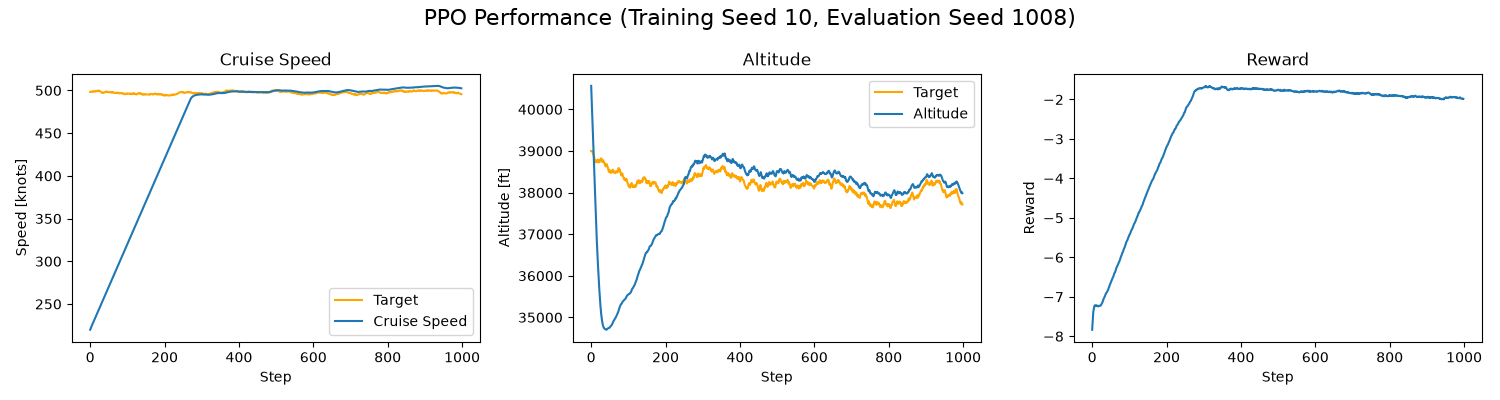 PPO Performance (Training Seed 10, Evaluation Seed 1008)
Cruise Speed
Speed [knots]
500
450
400
350
300
250
0 200 400 600 800 1000
Step
Target
Cruise Speed
Altitude
Altitude [ft]
40000
39000
38000
37000
36000
35000
0 200 400 600 800 1000
Step
Target
Altitude
Reward
Reward
−2
−3
−4
−5
−6
−7
−8
0 200 400 600 800 1000
Step